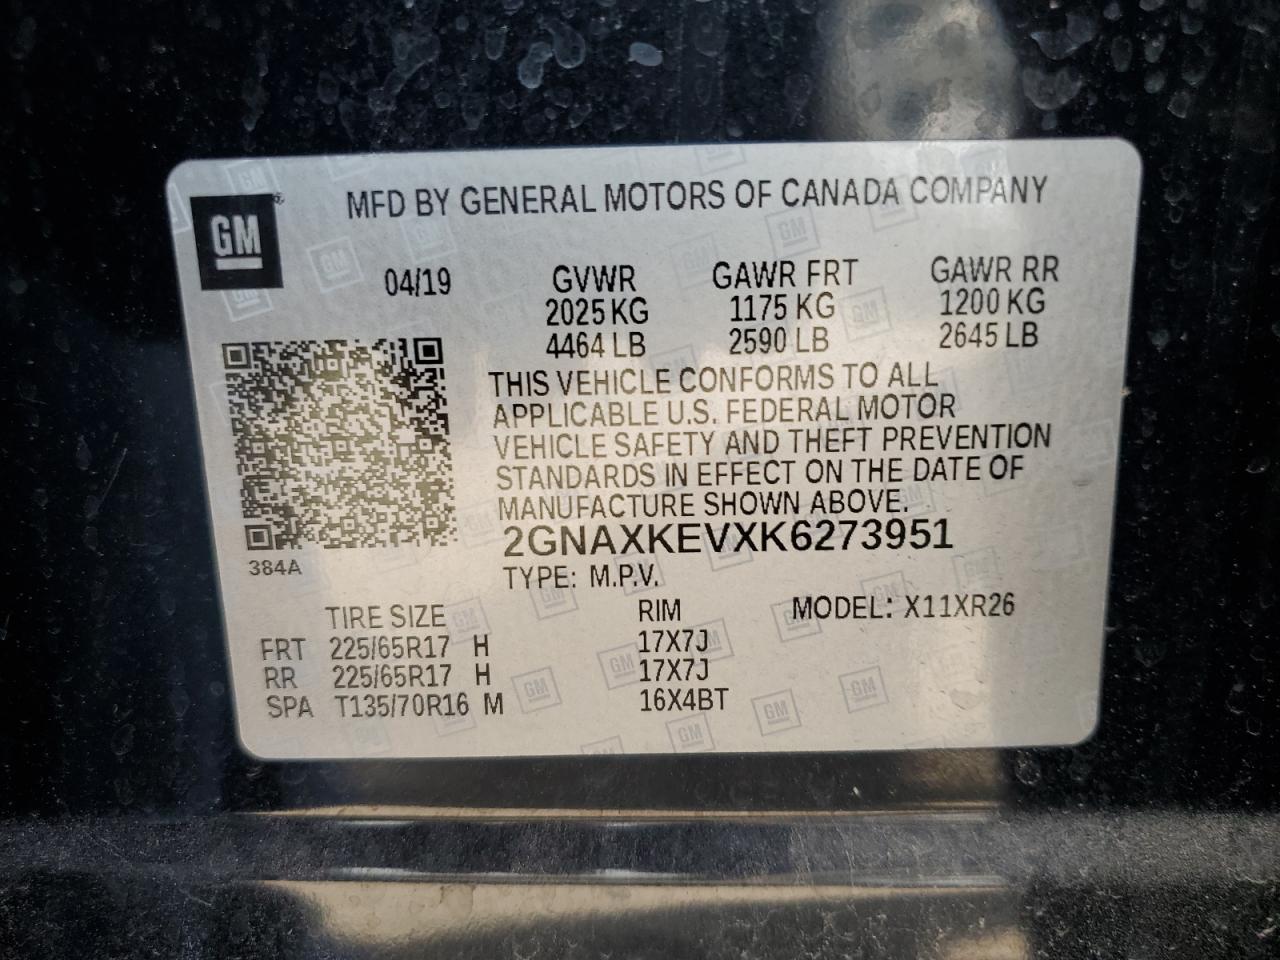 GM
MFD BY GENERAL MOTORS OF CANADA COMPANY
04/19 GVWR GAWR FRT GAWR RR
2025 KG 1175 KG 1200 KG
4464 LB 2590 LB 2645 LB
THIS VEHICLE CONFORMS TO ALL
APPLICABLE U.S. FEDERAL MOTOR
VEHICLE SAFETY AND THEFT PREVENTION
STANDARDS IN EFFECT ON THE DATE OF
MANUFACTURE SHOWN ABOVE.
2GNAXKEVXK6273951
384A
TYPE: M.P.V.
TIRE SIZE RIM MODEL: X11XR26
FRT 225/65R17 H 17X7J
RR 225/65R17 H 17X7J
SPA T135/70R16 M 16X4BT